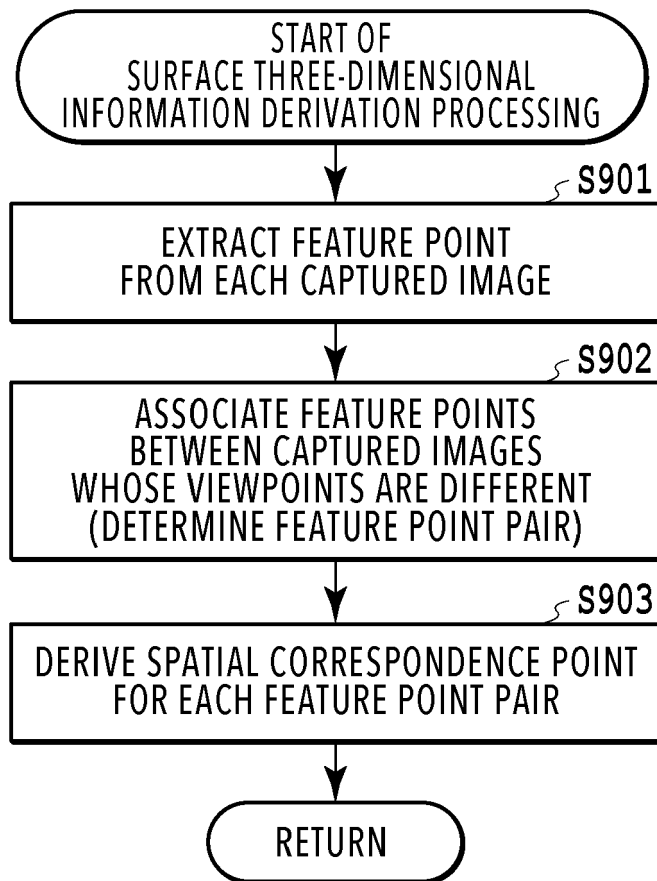 START OF
SURFACE THREE-DIMENSIONAL
INFORMATION DERIVATION PROCESSING
S901
EXTRACT FEATURE POINT
FROM EACH CAPTURED IMAGE
S902
ASSOCIATE FEATURE POINTS
BETWEEN CAPTURED IMAGES
WHOSE VIEWPOINTS ARE DIFFERENT
(DETERMINE FEATURE POINT PAIR)
S903
DERIVE SPATIAL CORRESPONDENCE POINT
FOR EACH FEATURE POINT PAIR
RETURN